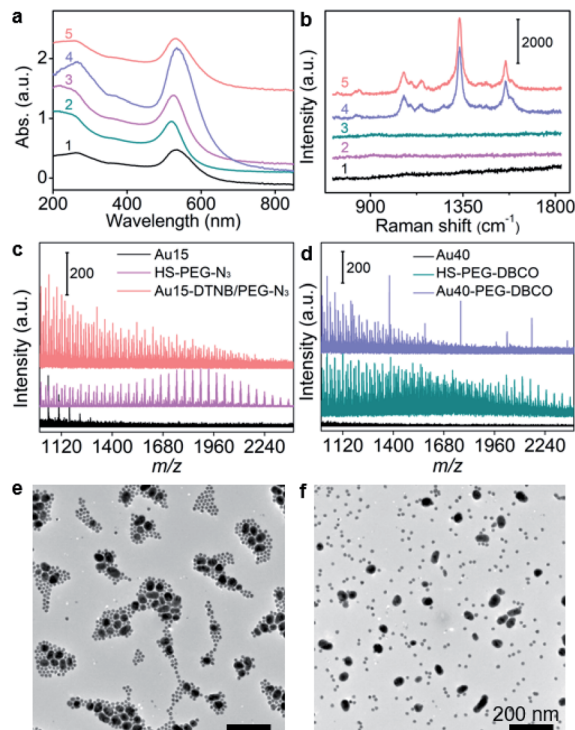 a
b
5
4
3
2
1
2
1
0
Abs. (a.u.)
200 400 600 800
Wavelength (nm)
2000
5
4
3
2
1
Intensity (a.u.)
900 1350 1800
Raman shift (cm⁻¹)
c
d
200
Au15
HS-PEG-N₃
Au15-DTNB/PEG-N₃
Intensity (a.u.)
1120 1400 1680 1960 2240
m/z
200
Au40
HS-PEG-DBCO
Au40-PEG-DBCO
Intensity (a.u.)
1120 1400 1680 1960 2240
m/z
e
f
200 nm